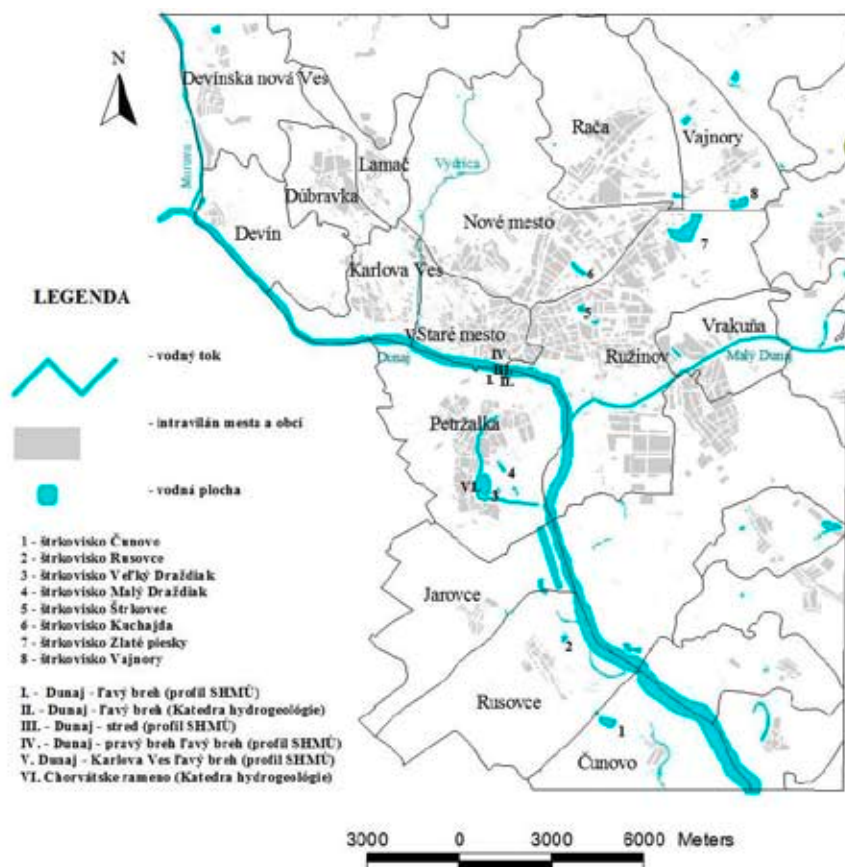 N
Devínska nová Ves
Rača
Vajnory
Lamač
Vydrica
Dúbravka
Morava
8
Devín
Nové mesto
7
Karlova Ves
6
LEGENDA
5
Vrakuňa
V
Staré mesto
Ružinov
Malý Dunaj
Dunaj
IV
III.
I.
II.
- vodný tok
Petržalka
- intravilán mesta a obcí
4
VI.
3
- vodná plocha
1 - štrkovisko Čunovo
2 - štrkovisko Rusovce
3 - štrkovisko Veľký Draždiak
4 - štrkovisko Malý Draždiak
5 - štrkovisko Štrkovec
6 - štrkovisko Kuchajda
7 - štrkovisko Zlaté piesky
8 - štrkovisko Vajnory
Jarovce
2
Rusovce
1
Čunovo
I. - Dunaj - ľavý breh (profil SHMÚ)
II. - Dunaj - ľavý breh (Katedra hydrogeológie)
III. - Dunaj - stred (profil SHMÚ)
IV. - Dunaj - pravý breh ľavý breh (profil SHMÚ)
V. Dunaj - Karlova Ves ľavý breh (profil SHMÚ)
VI. Chorvátske rameno (Katedra hydrogeológie)
3000 0 3000 6000 Meters